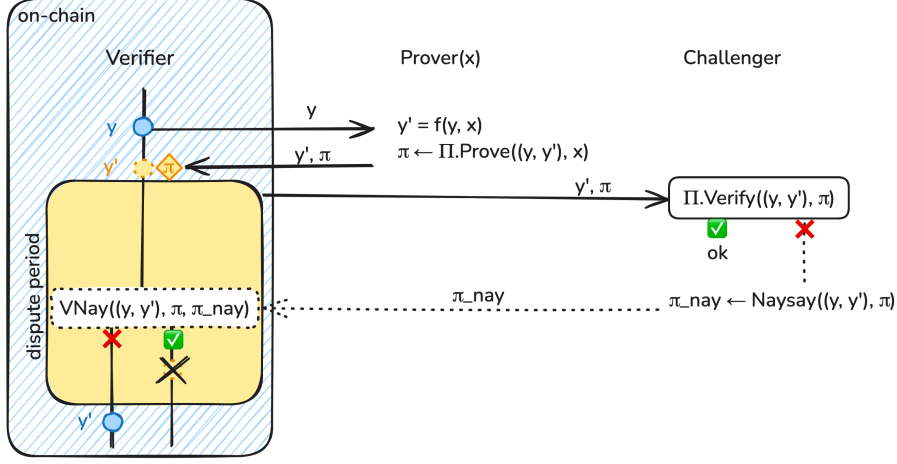 on-chain
Verifier
Prover(x)
Challenger
y
y
y' = f(y, x)
π ← Π.Prove((y, y'), x)
y', π
y'
π
y', π
Π.Verify((y, y'), π)
ok
dispute period
VNay((y, y'), π, π_nay)
π_nay
π_nay ← Naysay((y, y'), π)
y'